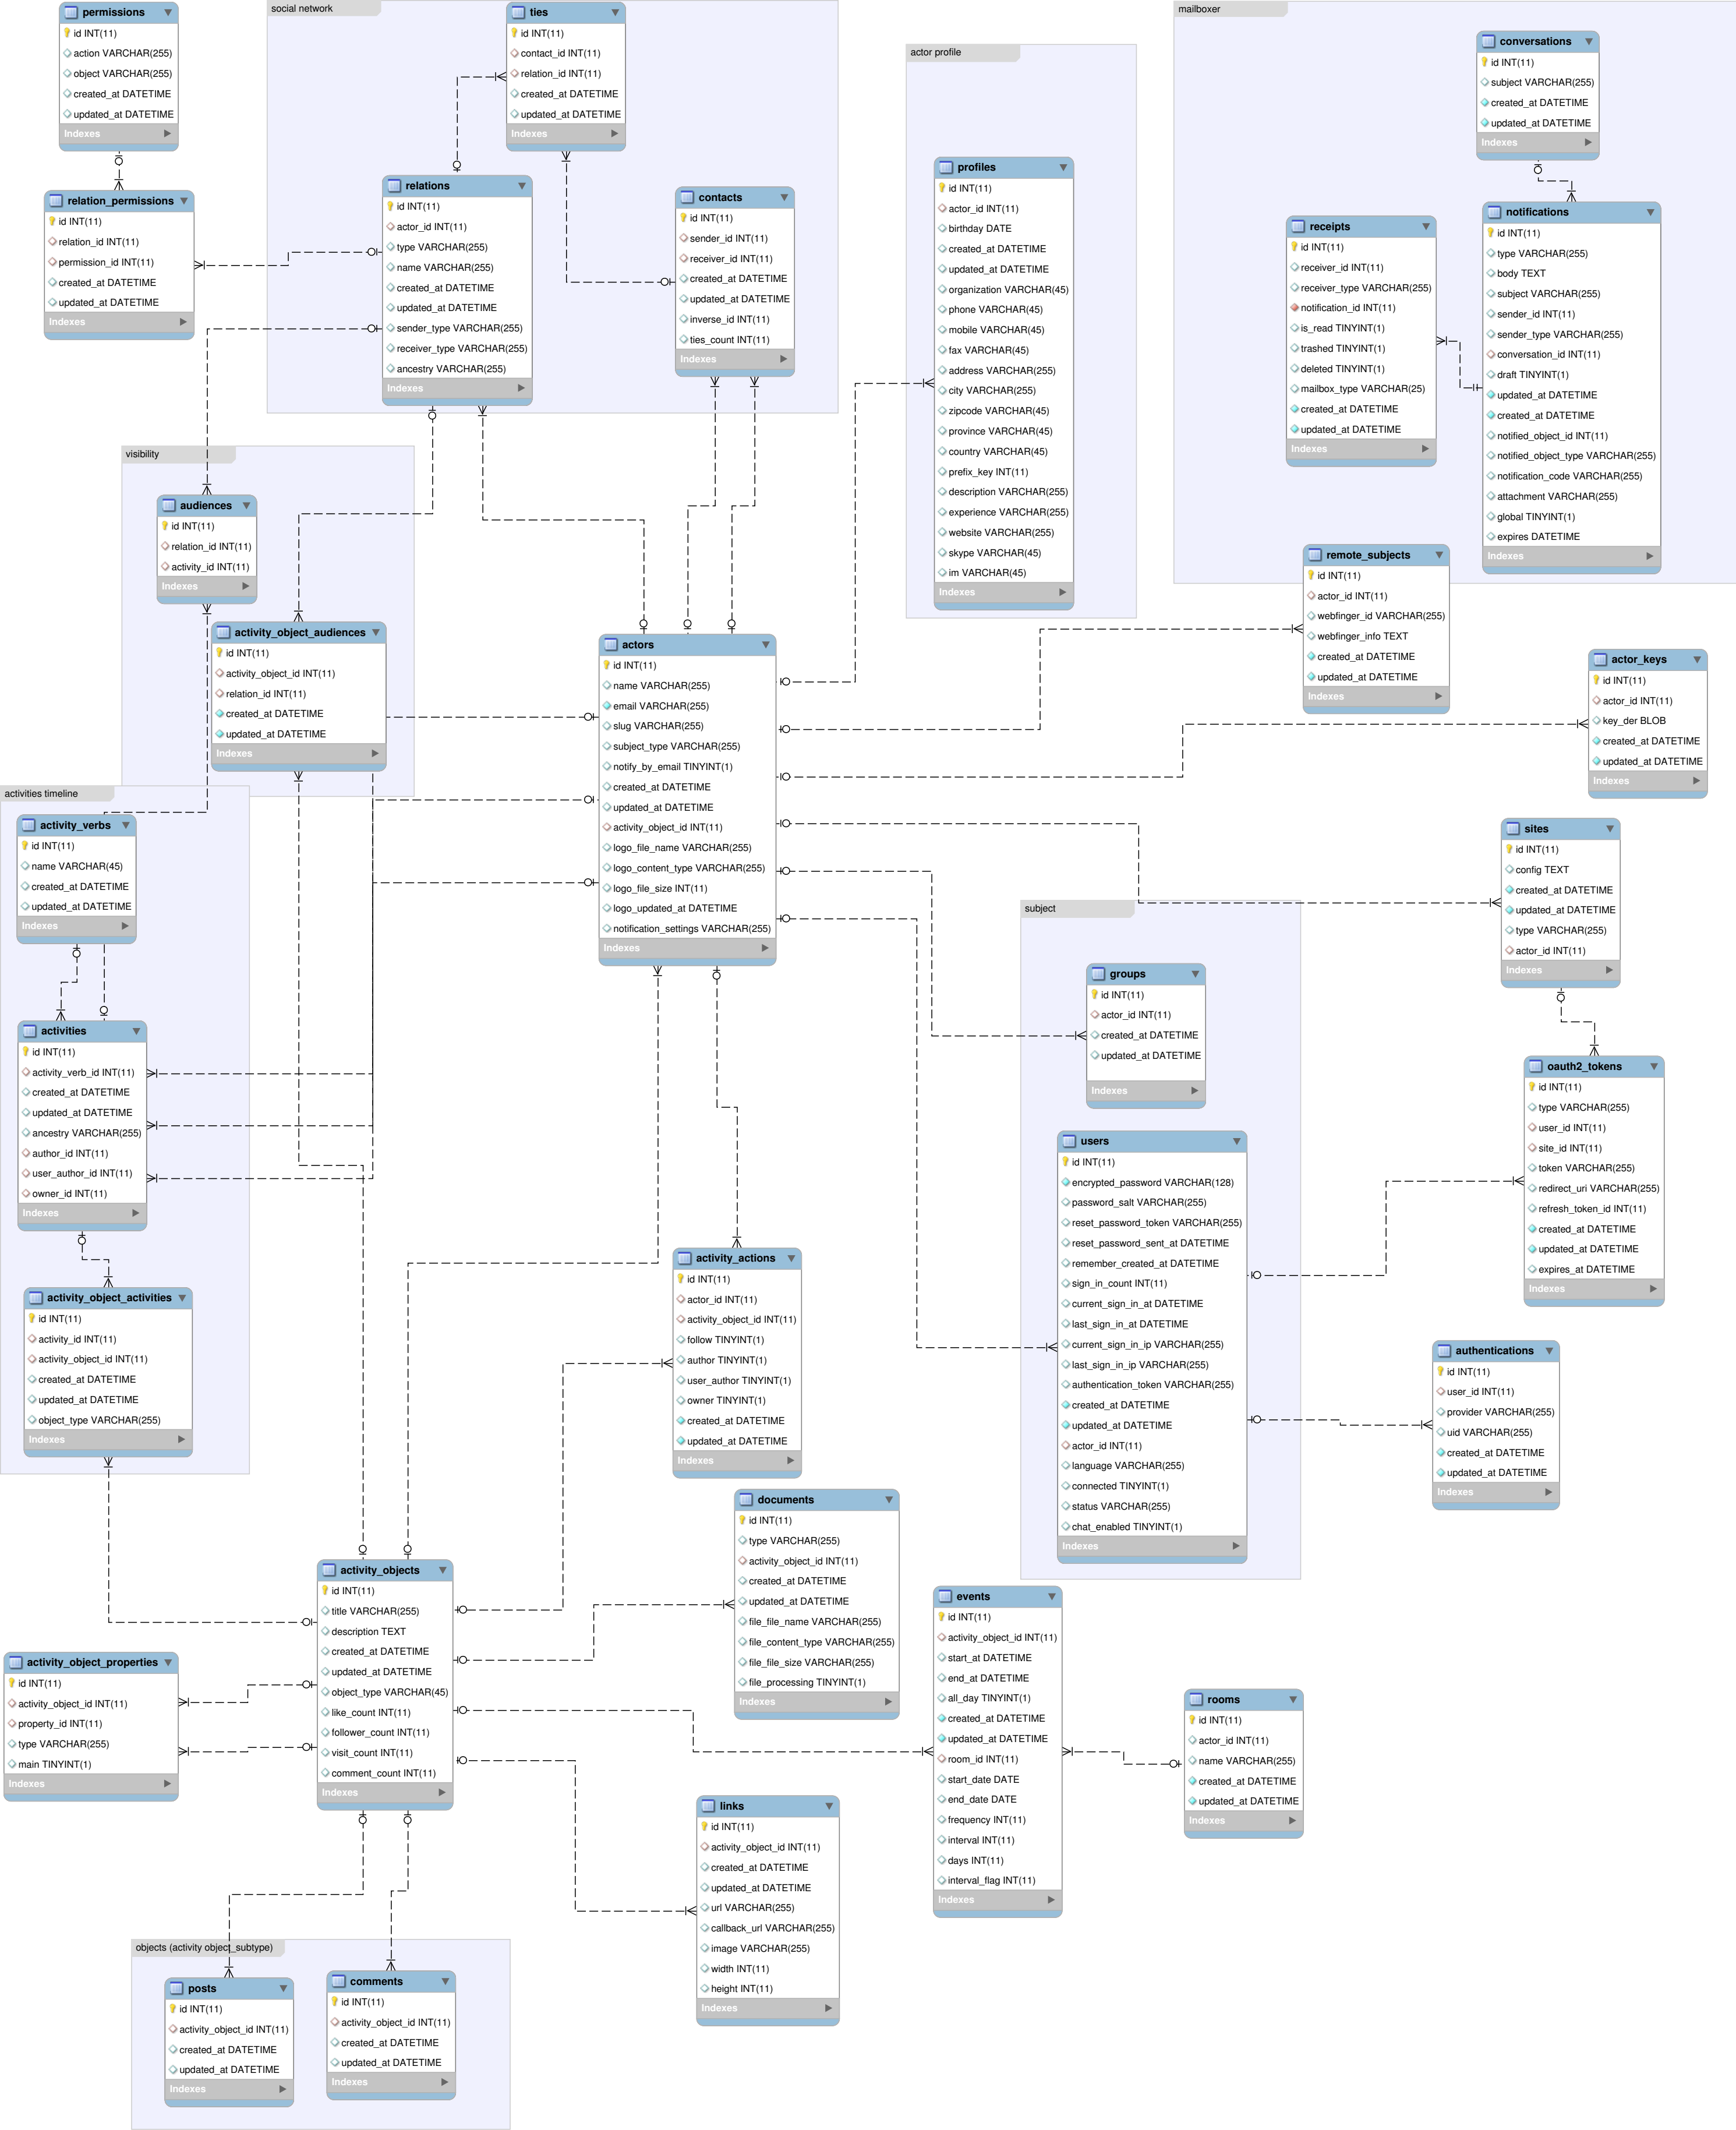 permissions
id INT(11)
action VARCHAR(255)
object VARCHAR(255)
created_at DATETIME
updated_at DATETIME
Indexes
relation_permissions
id INT(11)
relation_id INT(11)
permission_id INT(11)
created_at DATETIME
updated_at DATETIME
Indexes
social network
ties
id INT(11)
contact_id INT(11)
relation_id INT(11)
created_at DATETIME
updated_at DATETIME
Indexes
relations
id INT(11)
actor_id INT(11)
type VARCHAR(255)
name VARCHAR(255)
created_at DATETIME
updated_at DATETIME
sender_type VARCHAR(255)
receiver_type VARCHAR(255)
ancestry VARCHAR(255)
Indexes
contacts
id INT(11)
sender_id INT(11)
receiver_id INT(11)
created_at DATETIME
updated_at DATETIME
inverse_id INT(11)
ties_count INT(11)
Indexes
actor profile
profiles
id INT(11)
actor_id INT(11)
birthday DATE
created_at DATETIME
updated_at DATETIME
organization VARCHAR(45)
phone VARCHAR(45)
mobile VARCHAR(45)
fax VARCHAR(45)
address VARCHAR(255)
city VARCHAR(255)
zipcode VARCHAR(45)
province VARCHAR(45)
country VARCHAR(45)
prefix_key INT(11)
description VARCHAR(255)
experience VARCHAR(255)
website VARCHAR(255)
skype VARCHAR(45)
im VARCHAR(45)
Indexes
mailboxer
conversations
id INT(11)
subject VARCHAR(255)
created_at DATETIME
updated_at DATETIME
Indexes
receipts
id INT(11)
receiver_id INT(11)
receiver_type VARCHAR(255)
notification_id INT(11)
is_read TINYINT(1)
trashed TINYINT(1)
deleted TINYINT(1)
mailbox_type VARCHAR(25)
created_at DATETIME
updated_at DATETIME
Indexes
notifications
id INT(11)
type VARCHAR(255)
body TEXT
subject VARCHAR(255)
sender_id INT(11)
sender_type VARCHAR(255)
conversation_id INT(11)
draft TINYINT(1)
updated_at DATETIME
created_at DATETIME
notified_object_id INT(11)
notified_object_type VARCHAR(255)
notification_code VARCHAR(255)
attachment VARCHAR(255)
global TINYINT(1)
expires DATETIME
Indexes
visibility
audiences
id INT(11)
relation_id INT(11)
activity_id INT(11)
Indexes
activity_object_audiences
id INT(11)
activity_object_id INT(11)
relation_id INT(11)
created_at DATETIME
updated_at DATETIME
Indexes
actors
id INT(11)
name VARCHAR(255)
email VARCHAR(255)
slug VARCHAR(255)
subject_type VARCHAR(255)
notify_by_email TINYINT(1)
created_at DATETIME
updated_at DATETIME
activity_object_id INT(11)
logo_file_name VARCHAR(255)
logo_content_type VARCHAR(255)
logo_file_size INT(11)
logo_updated_at DATETIME
notification_settings VARCHAR(255)
Indexes
remote_subjects
id INT(11)
actor_id INT(11)
webfinger_id VARCHAR(255)
webfinger_info TEXT
created_at DATETIME
updated_at DATETIME
Indexes
actor_keys
id INT(11)
actor_id INT(11)
key_der BLOB
created_at DATETIME
updated_at DATETIME
Indexes
activities timeline
activity_verbs
id INT(11)
name VARCHAR(45)
created_at DATETIME
updated_at DATETIME
Indexes
activities
id INT(11)
activity_verb_id INT(11)
created_at DATETIME
updated_at DATETIME
ancestry VARCHAR(255)
author_id INT(11)
user_author_id INT(11)
owner_id INT(11)
Indexes
activity_object_activities
id INT(11)
activity_id INT(11)
activity_object_id INT(11)
created_at DATETIME
updated_at DATETIME
object_type VARCHAR(255)
Indexes
sites
id INT(11)
config TEXT
created_at DATETIME
updated_at DATETIME
type VARCHAR(255)
actor_id INT(11)
Indexes
subject
groups
id INT(11)
actor_id INT(11)
created_at DATETIME
updated_at DATETIME
Indexes
users
id INT(11)
encrypted_password VARCHAR(128)
password_salt VARCHAR(255)
reset_password_token VARCHAR(255)
reset_password_sent_at DATETIME
remember_created_at DATETIME
sign_in_count INT(11)
current_sign_in_at DATETIME
last_sign_in_at DATETIME
current_sign_in_ip VARCHAR(255)
last_sign_in_ip VARCHAR(255)
authentication_token VARCHAR(255)
created_at DATETIME
updated_at DATETIME
actor_id INT(11)
language VARCHAR(255)
connected TINYINT(1)
status VARCHAR(255)
chat_enabled TINYINT(1)
Indexes
oauth2_tokens
id INT(11)
type VARCHAR(255)
user_id INT(11)
site_id INT(11)
token VARCHAR(255)
redirect_uri VARCHAR(255)
refresh_token_id INT(11)
created_at DATETIME
updated_at DATETIME
expires_at DATETIME
Indexes
authentications
id INT(11)
user_id INT(11)
provider VARCHAR(255)
uid VARCHAR(255)
created_at DATETIME
updated_at DATETIME
Indexes
activity_actions
id INT(11)
actor_id INT(11)
activity_object_id INT(11)
follow TINYINT(1)
author TINYINT(1)
user_author TINYINT(1)
owner TINYINT(1)
created_at DATETIME
updated_at DATETIME
Indexes
documents
id INT(11)
type VARCHAR(255)
activity_object_id INT(11)
created_at DATETIME
updated_at DATETIME
file_file_name VARCHAR(255)
file_content_type VARCHAR(255)
file_file_size VARCHAR(255)
file_processing TINYINT(1)
Indexes
activity_objects
id INT(11)
title VARCHAR(255)
description TEXT
created_at DATETIME
updated_at DATETIME
object_type VARCHAR(45)
like_count INT(11)
follower_count INT(11)
visit_count INT(11)
comment_count INT(11)
Indexes
activity_object_properties
id INT(11)
activity_object_id INT(11)
property_id INT(11)
type VARCHAR(255)
main TINYINT(1)
Indexes
events
id INT(11)
activity_object_id INT(11)
start_at DATETIME
end_at DATETIME
all_day TINYINT(1)
created_at DATETIME
updated_at DATETIME
room_id INT(11)
start_date DATE
end_date DATE
frequency INT(11)
interval INT(11)
days INT(11)
interval_flag INT(11)
Indexes
rooms
id INT(11)
actor_id INT(11)
name VARCHAR(255)
created_at DATETIME
updated_at DATETIME
Indexes
links
id INT(11)
activity_object_id INT(11)
created_at DATETIME
updated_at DATETIME
url VARCHAR(255)
callback_url VARCHAR(255)
image VARCHAR(255)
width INT(11)
height INT(11)
Indexes
objects (activity object_subtype)
posts
id INT(11)
activity_object_id INT(11)
created_at DATETIME
updated_at DATETIME
Indexes
comments
id INT(11)
activity_object_id INT(11)
created_at DATETIME
updated_at DATETIME
Indexes